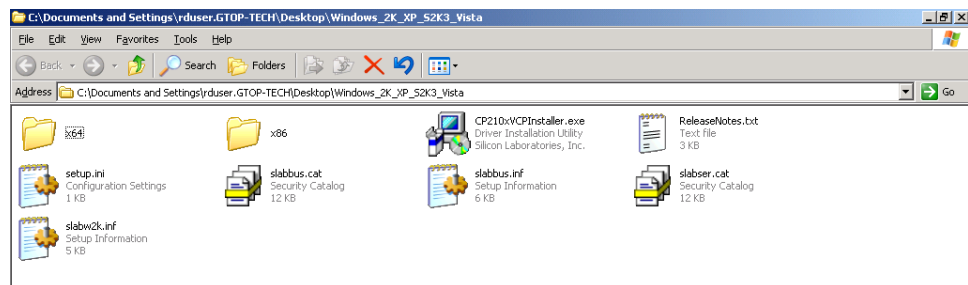 C:\Documents and Settings\rduser.GTOP-TECH\Desktop\Windows_2K_XP_S2K3_Vista
File Edit View Favorites Tools Help
Back Search Folders
Address C:\Documents and Settings\rduser.GTOP-TECH\Desktop\Windows_2K_XP_S2K3_Vista Go
x64
x86
CP210xVCPInstaller.exe
Driver Installation Utility
Silicon Laboratories, Inc.
ReleaseNotes.txt
Text file
3 KB
setup.ini
Configuration Settings
1 KB
slabbus.cat
Security Catalog
12 KB
slabbus.inf
Setup Information
6 KB
slabser.cat
Security Catalog
12 KB
slabw2k.inf
Setup Information
5 KB